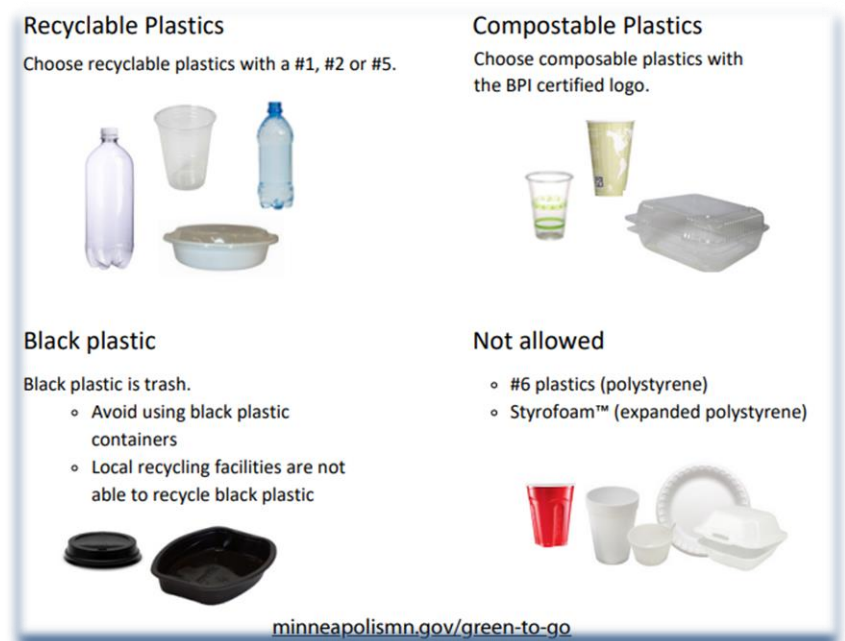 Recyclable Plastics
Choose recyclable plastics with a #1, #2 or #5.
Compostable Plastics
Choose composable plastics with
the BPI certified logo.
Black plastic
Black plastic is trash.
∘ Avoid using black plastic
containers
∘ Local recycling facilities are not
able to recycle black plastic
Not allowed
∘ #6 plastics (polystyrene)
∘ Styrofoam™ (expanded polystyrene)
minneapolismn.gov/green-to-go